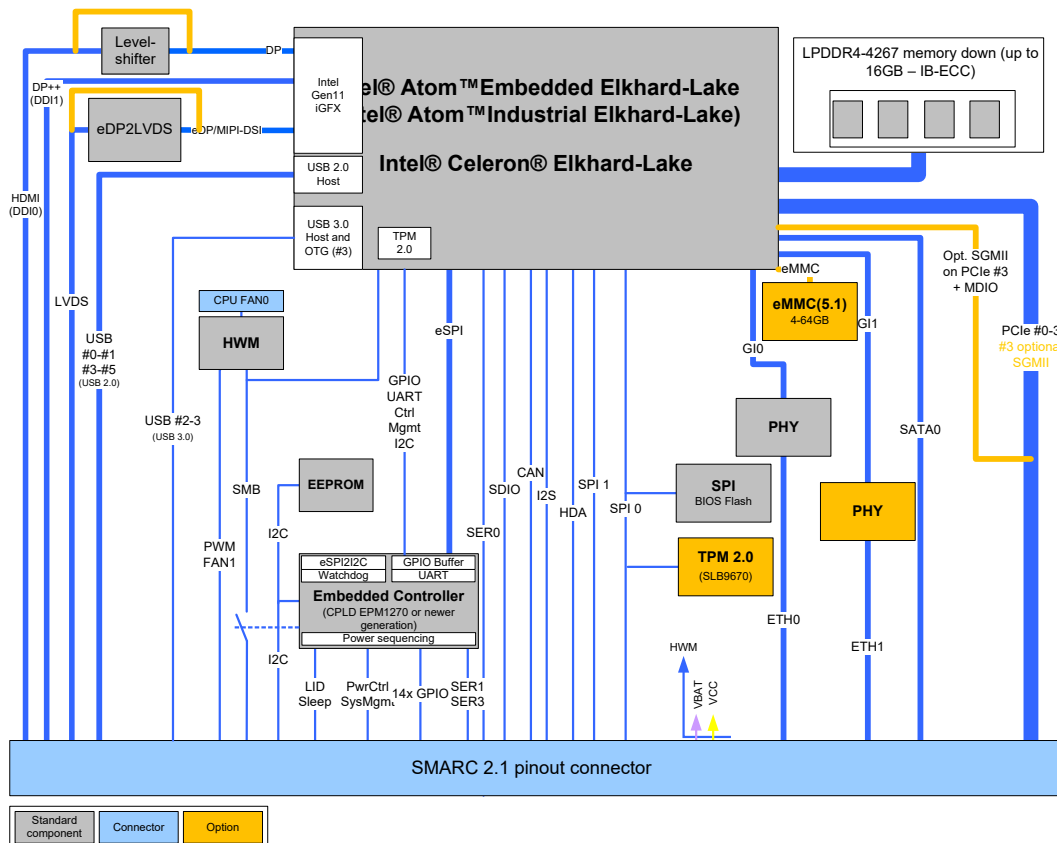 Level-
shifter
DP
DP++
(DDI1)
eDP2LVDS
eDP/MIPI-DSI
Intel
Gen11
iGFX
el® Atom™Embedded Elkhard-Lake
tel® Atom™Industrial Elkhard-Lake)
Intel® Celeron® Elkhard-Lake
LPDDR4-4267 memory down (up to
16GB – IB-ECC)
USB 2.0
Host
USB 3.0
Host and
OTG (#3)
TPM
2.0
HDMI
(DDI0)
LVDS
USB
#0-#1
#3-#5
(USB 2.0)
CPU FAN0
HWM
eSPI
eMMC
eMMC(5.1)
4-64GB
GI0
GI1
Opt. SGMII
on PCIe #3
+ MDIO
PCIe #0-3
#3 optional
SGMII
USB #2-3
(USB 3.0)
GPIO
UART
Ctrl
Mgmt
I2C
PHY
SATA0
EEPROM
SMB
I2C
PWM
FAN1
SER0
SDIO
CAN
I2S
HDA
SPI 1
SPI 0
SPI
BIOS Flash
PHY
TPM 2.0
(SLB9670)
eSPI2I2C
Watchdog
GPIO Buffer
UART
Embedded Controller
(CPLD EPM1270 or newer
generation)
Power sequencing
I2C
LID
Sleep
PwrCtrl
SysMgmt
14x GPIO
SER1
SER3
HWM
VBAT
VCC
ETH0
ETH1
SMARC 2.1 pinout connector
Standard
component
Connector
Option